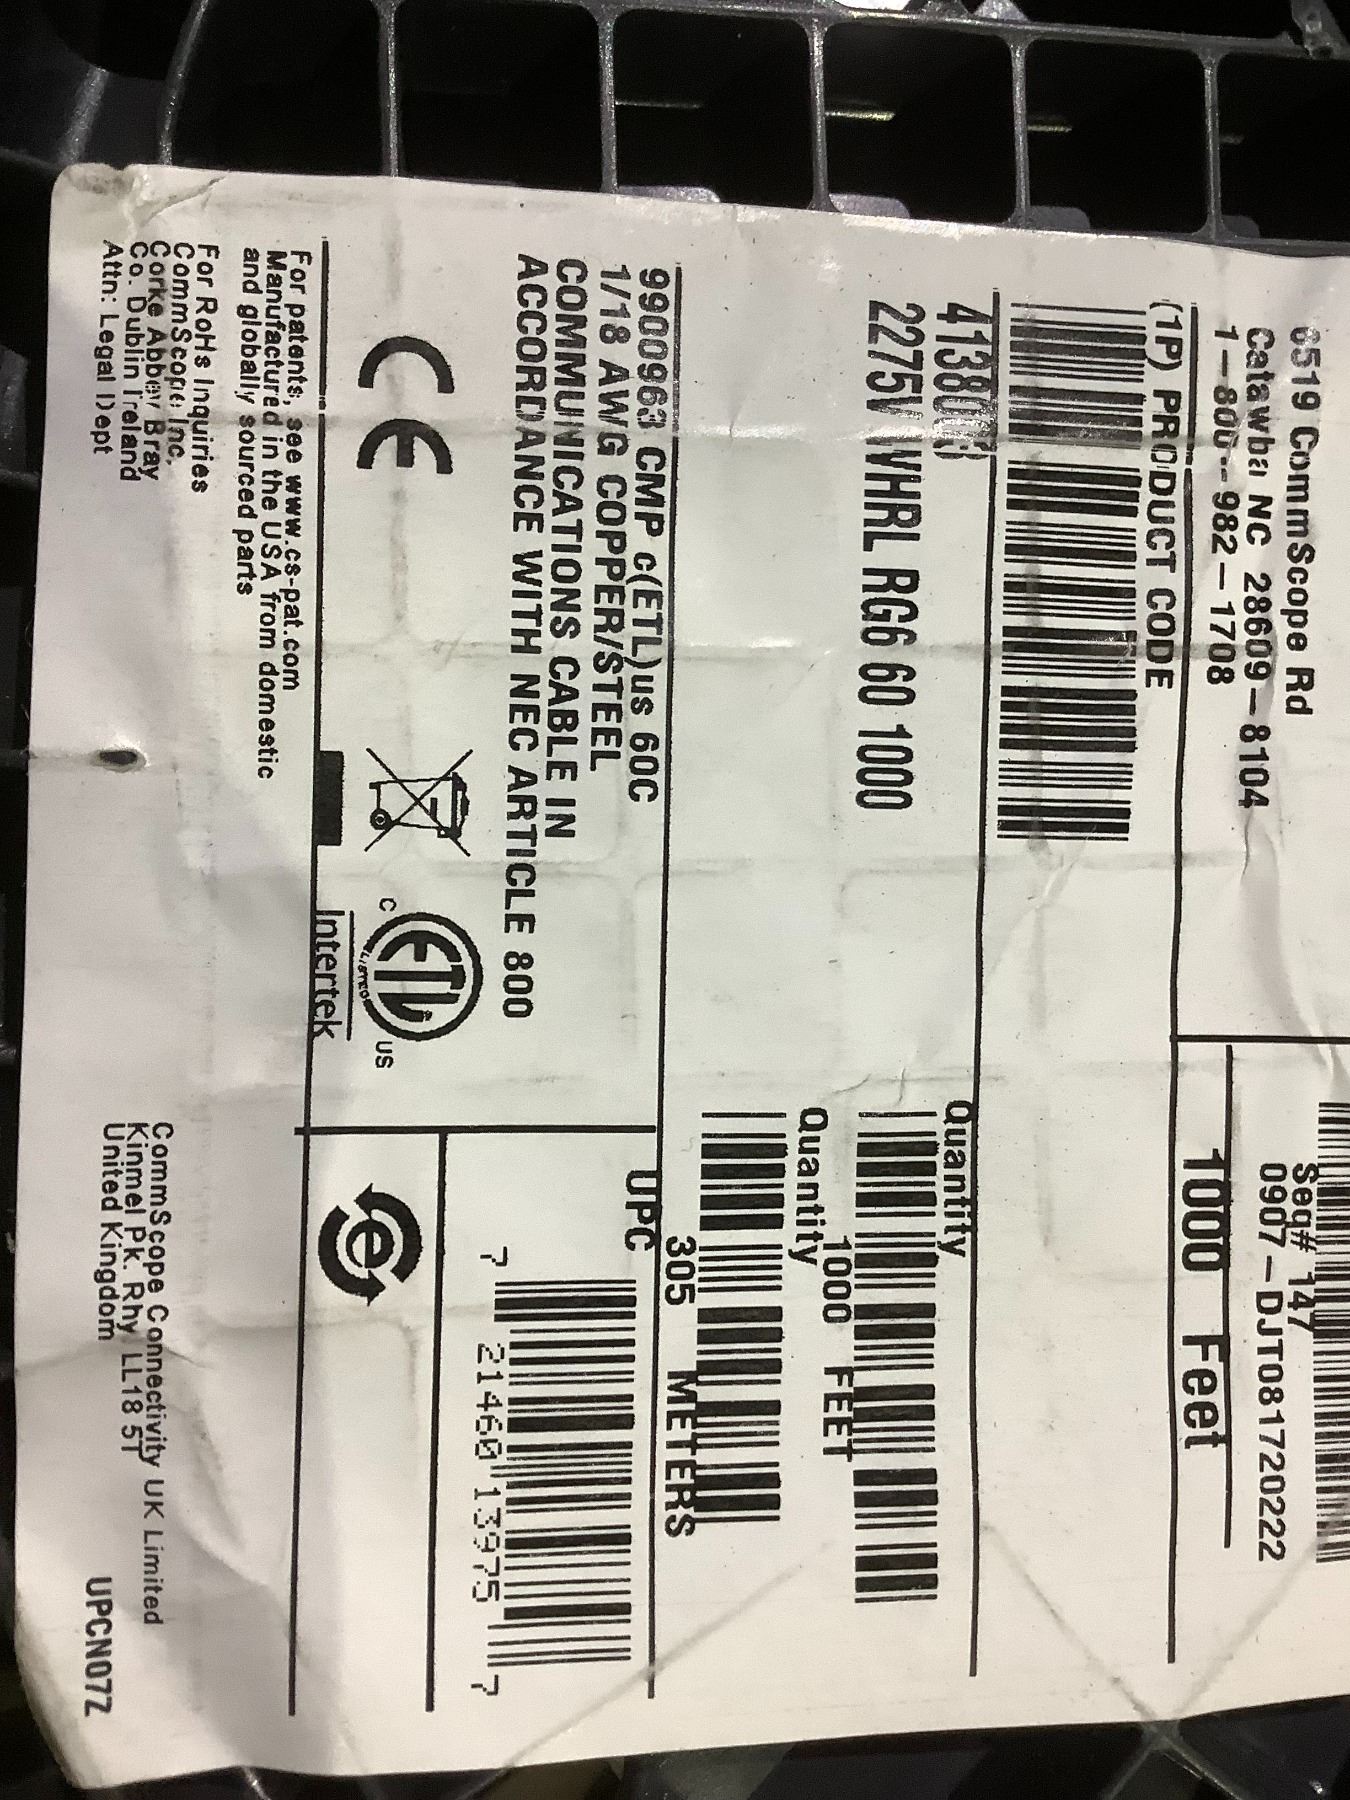 6519 CommScope Rd
Catawba NC 28609-8104
1-800-982-1708
Seq# 147
0907-DJT081720222
1000 Feet
(1P) PRODUCT CODE
2275V WHRL RG6 60 1000
Quantity
1000 FEET
Quantity
305 METERS
9900963 CMP c(ETL)us 60C
1/18 AWG COPPER/STEEL
COMMUNICATIONS CABLE IN
ACCORDANCE WITH NEC ARTICLE 800
UPC
7 21460 13975 7
CE
C ETL US
LISTED
Intertek
e
For patents, see www.cs-pat.com
Manufactured in the USA from domestic
and globally sourced parts
For RoHs Inquiries
CommScope Inc.
Corke Abbey Bray
Co. Dublin Ireland
Attn: Legal Dept
CommScope Connectivity UK Limited
Kinmel Pk. Rhy LL18 5T
United Kingdom
UPCN07Z